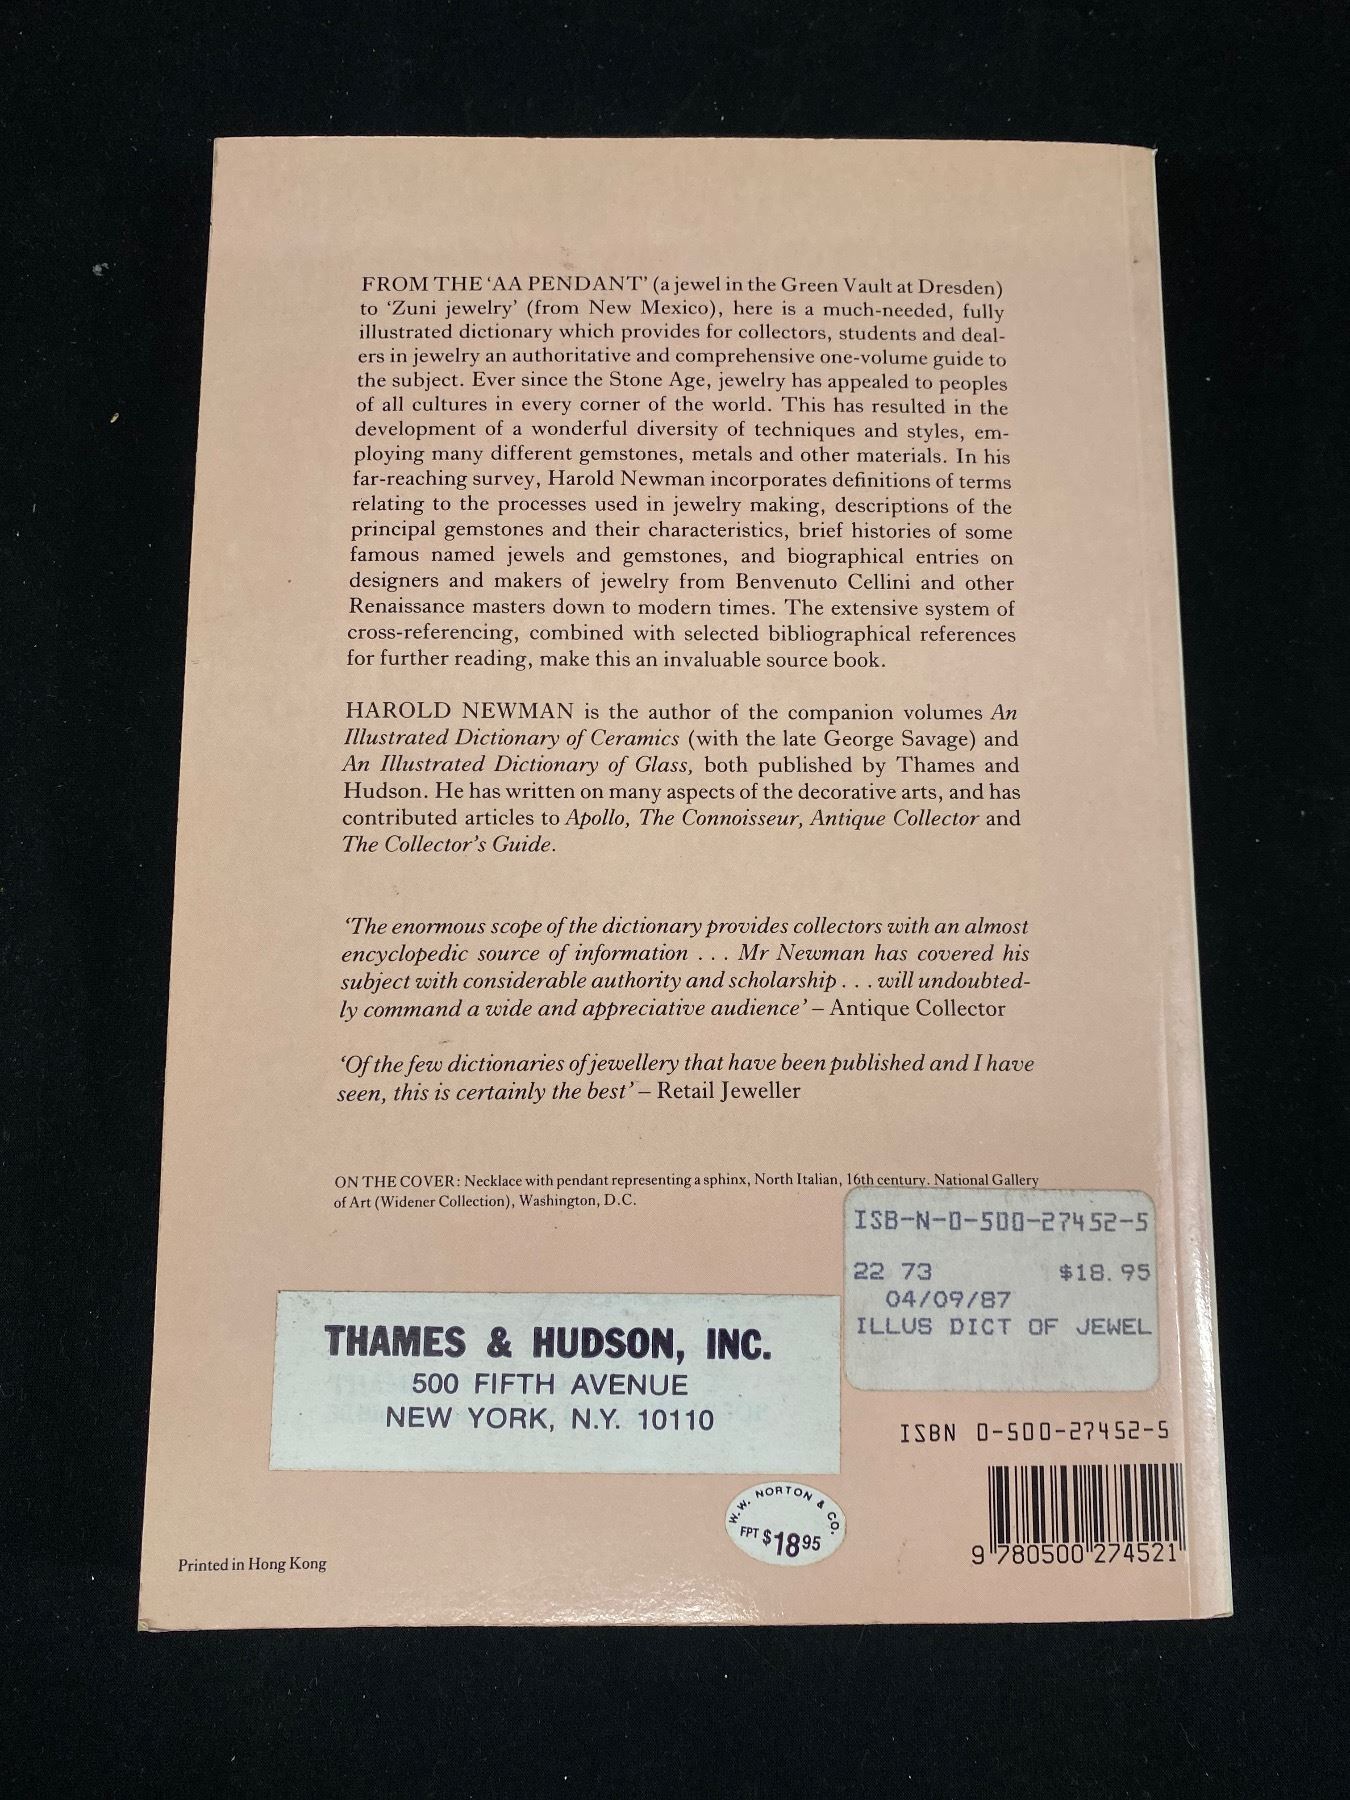 FROM THE ‘AA PENDANT’ (a jewel in the Green Vault at Dresden)
to ‘Zuni jewelry’ (from New Mexico), here is a much-needed, fully
illustrated dictionary which provides for collectors, students and deal-
ers in jewelry an authoritative and comprehensive one-volume guide to
the subject. Ever since the Stone Age, jewelry has appealed to peoples
of all cultures in every corner of the world. This has resulted in the
development of a wonderful diversity of techniques and styles, em-
ploying many different gemstones, metals and other materials. In his
far-reaching survey, Harold Newman incorporates definitions of terms
relating to the processes used in jewelry making, descriptions of the
principal gemstones and their characteristics, brief histories of some
famous named jewels and gemstones, and biographical entries on
designers and makers of jewelry from Benvenuto Cellini and other
Renaissance masters down to modern times. The extensive system of
cross-referencing, combined with selected bibliographical references
for further reading, make this an invaluable source book.
HAROLD NEWMAN is the author of the companion volumes An
Illustrated Dictionary of Ceramics (with the late George Savage) and
An Illustrated Dictionary of Glass, both published by Thames and
Hudson. He has written on many aspects of the decorative arts, and has
contributed articles to Apollo, The Connoisseur, Antique Collector and
The Collector’s Guide.
‘The enormous scope of the dictionary provides collectors with an almost
encyclopedic source of information . . . Mr Newman has covered his
subject with considerable authority and scholarship . . . will undoubted-
ly command a wide and appreciative audience’ – Antique Collector
‘Of the few dictionaries of jewellery that have been published and I have
seen, this is certainly the best’ – Retail Jeweller
ON THE COVER: Necklace with pendant representing a sphinx, North Italian, 16th century. National Gallery
of Art (Widener Collection), Washington, D.C.
ISB-N-0-500-27452-5
22 73 $18.95
04/09/87
ILLUS DICT OF JEWEL
THAMES & HUDSON, INC.
500 FIFTH AVENUE
NEW YORK, N.Y. 10110
ISBN 0-500-27452-5
W.W. NORTON & CO.
FPT $18 95
9 780500 274521
Printed in Hong Kong